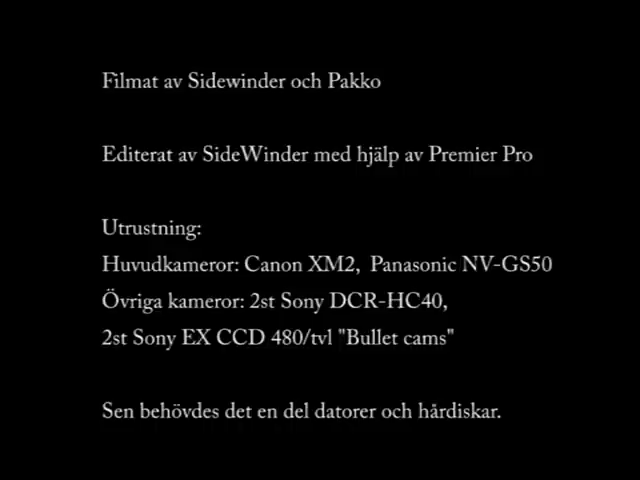 Filmat av Sidewinder och Pakko
Editerat av SideWinder med hjälp av Premier Pro
Utrustning:
Huvudkameror: Canon XM2, Panasonic NV-GS50
Övriga kameror: 2st Sony DCR-HC40,
2st Sony EX CCD 480/tvl "Bullet cams"
Sen behövdes det en del datorer och hårdiskar.